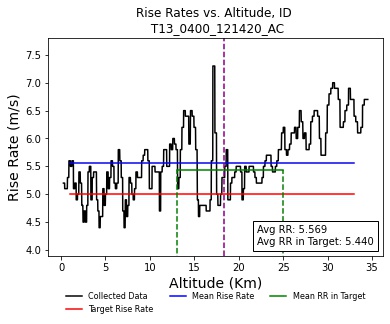 Rise Rates vs. Altitude, ID
T13_0400_121420_AC
Rise Rate (m/s)
7.5
7.0
6.5
6.0
5.5
5.0
4.5
4.0
Avg RR: 5.569
Avg RR in Target: 5.440
0 5 10 15 20 25 30 35
Altitude (Km)
Collected Data Mean Rise Rate Mean RR in Target
Target Rise Rate